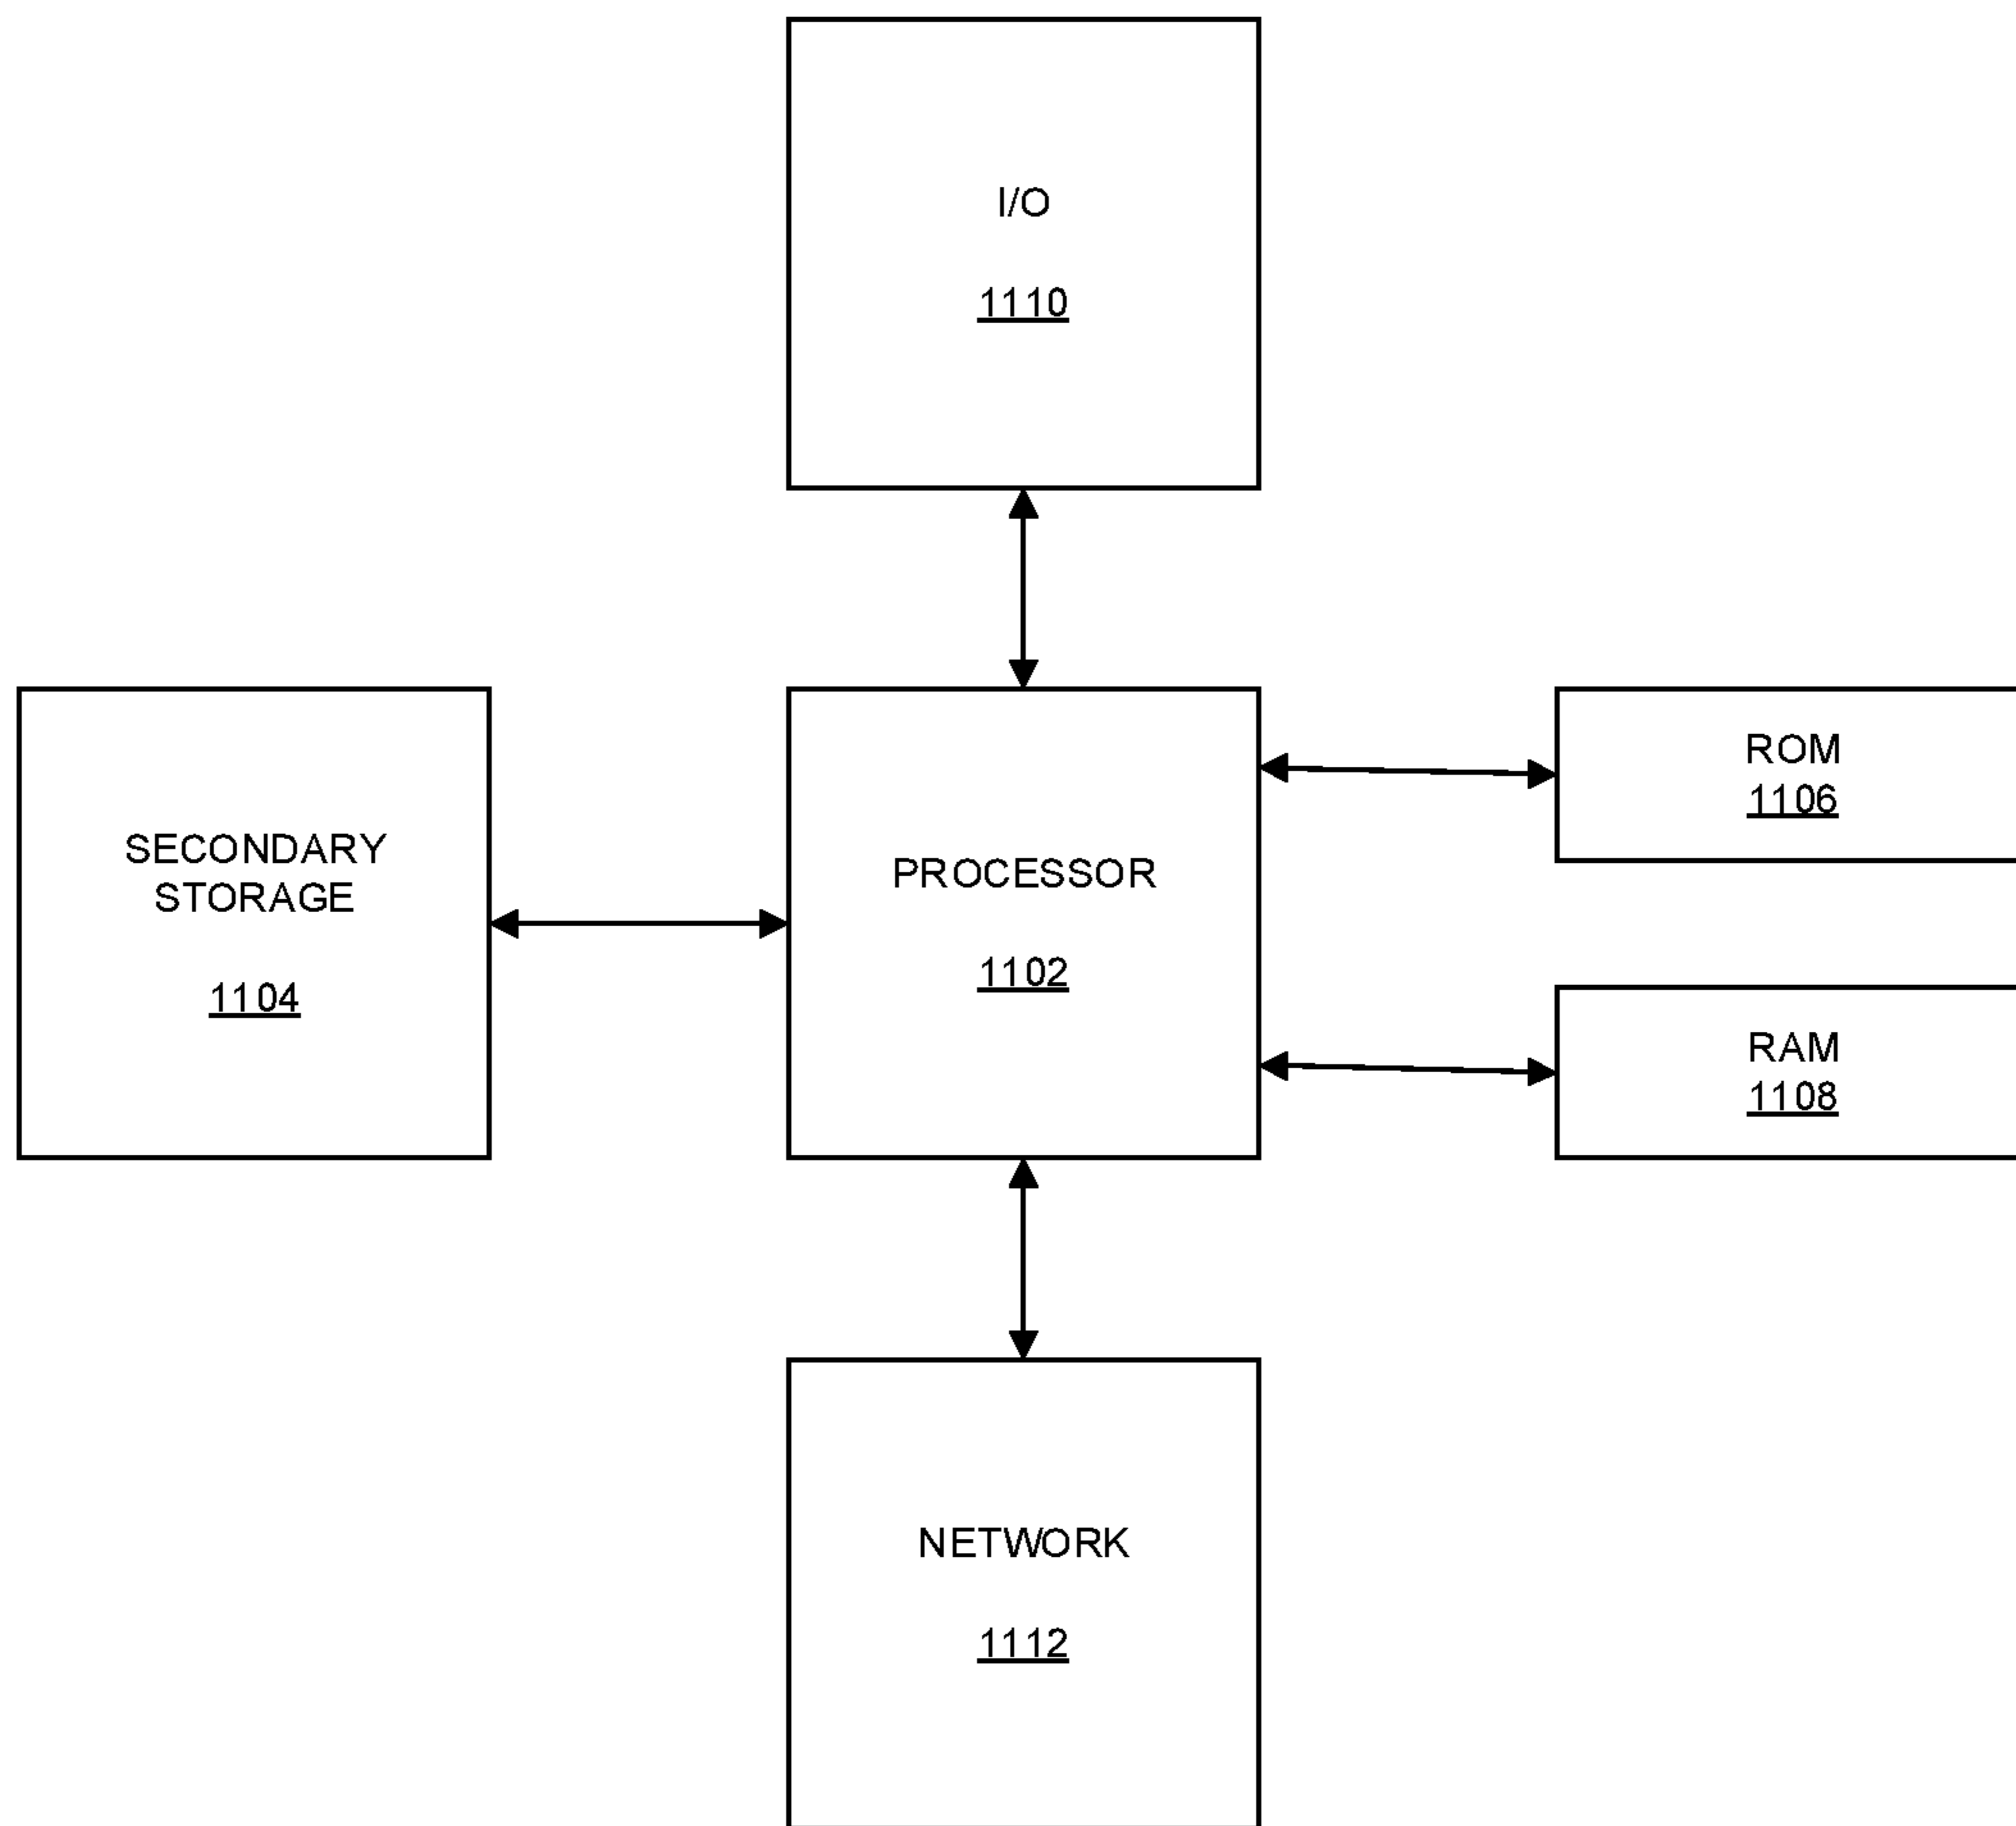 I/O
1110
SECONDARY
STORAGE
1104
PROCESSOR
1102
ROM
1106
RAM
1108
NETWORK
1112